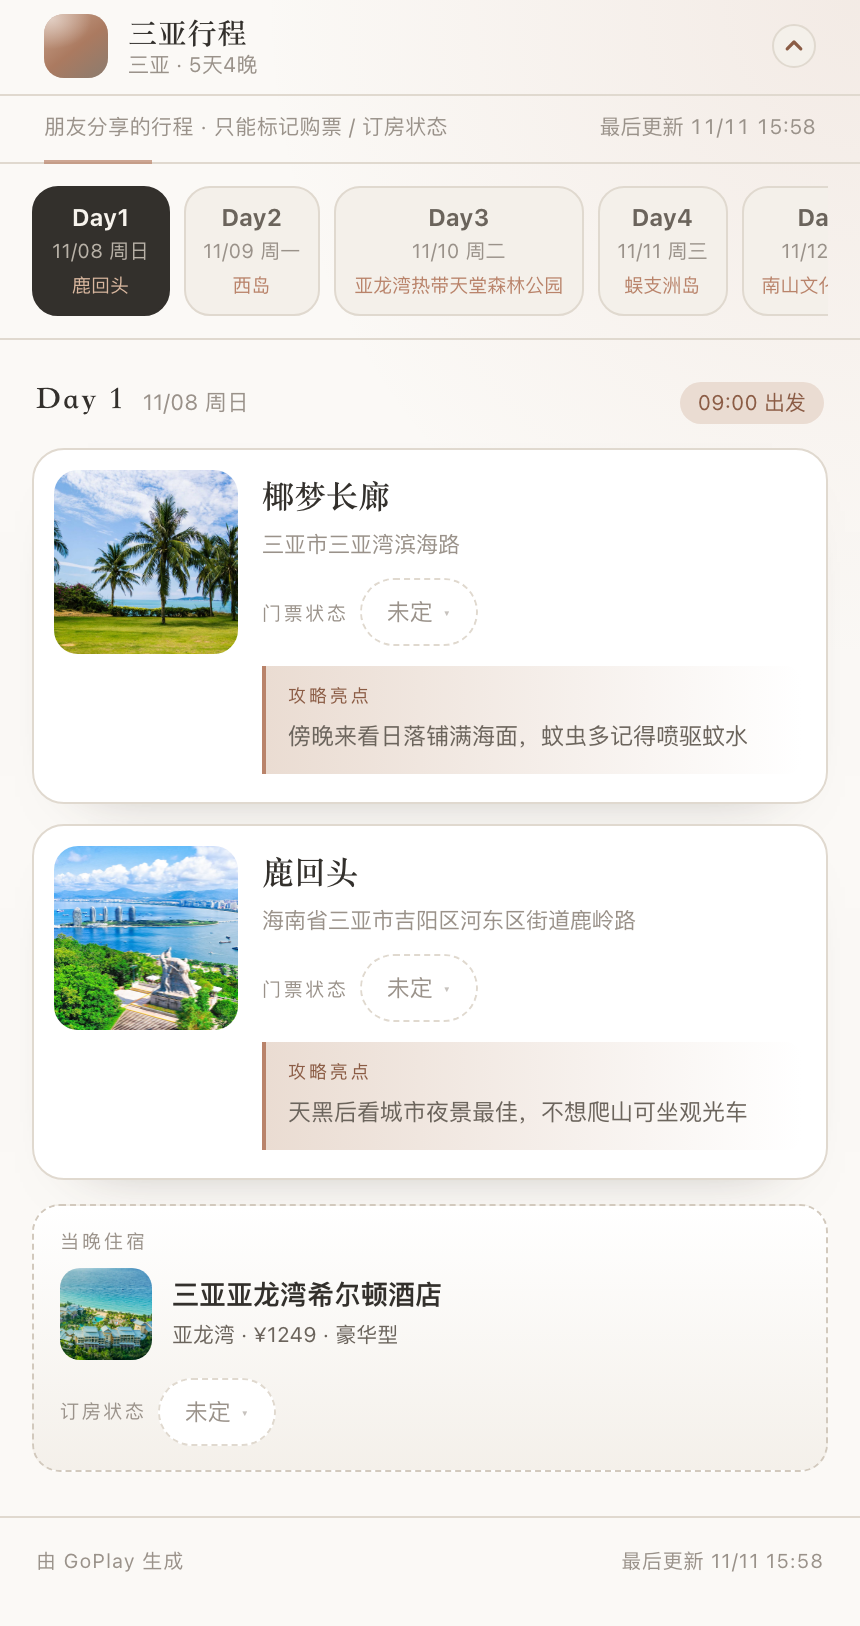 三亚行程
三亚 · 5天4晚
朋友分享的行程 · 只能标记购票 / 订房状态
最后更新 11/11 15:58
Day1
11/08 周日
鹿回头
Day2
11/09 周一
西岛
Day3
11/10 周二
亚龙湾热带天堂森林公园
Day4
11/11 周三
蜈支洲岛
Da
11/12
南山文
Day 1 11/08 周日
09:00 出发
椰梦长廊
三亚市三亚湾滨海路
门票状态 未定
攻略亮点
傍晚来看日落铺满海面，蚊虫多记得喷驱蚊水
鹿回头
海南省三亚市吉阳区河东区街道鹿岭路
门票状态 未定
攻略亮点
天黑后看城市夜景最佳，不想爬山可坐观光车
当晚住宿
三亚亚龙湾希尔顿酒店
亚龙湾 · ¥1249 · 豪华型
订房状态 未定
由 GoPlay 生成
最后更新 11/11 15:58